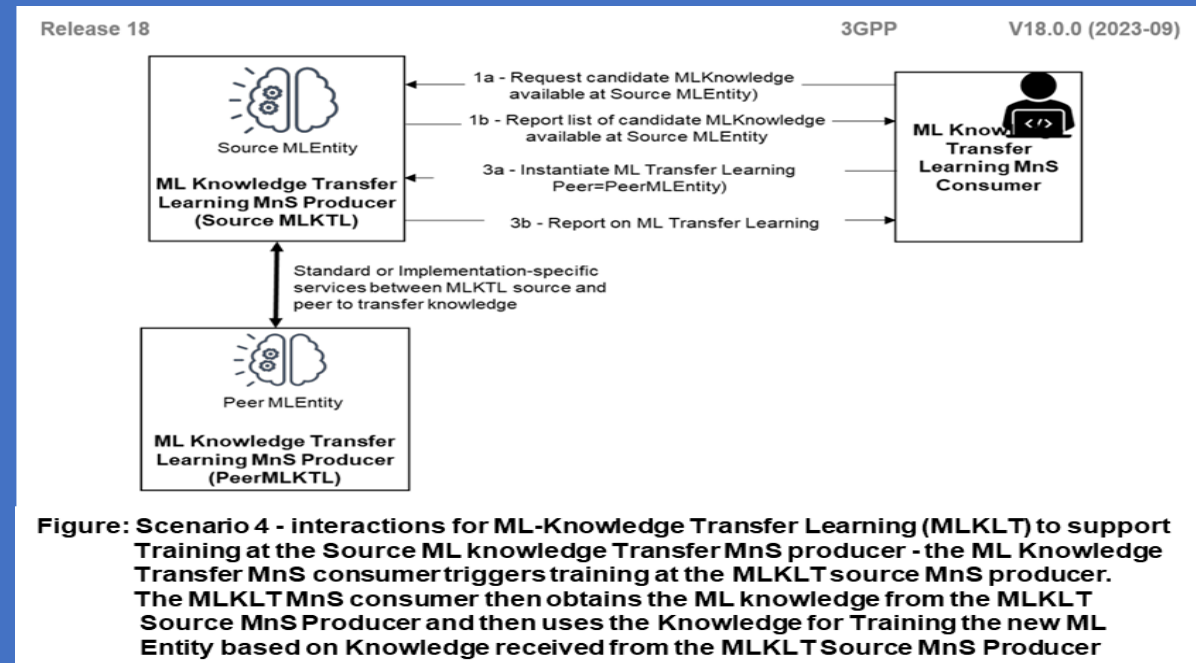 Release 18
3GPP
V18.0.0 (2023-09)
1a - Request candidate MLKnowledge
available at Source MLEntity)
1b - Report list of candidate MLKnowledge
available at Source MLEntity
3a - Instantiate ML Transfer Learning
Peer=PeerMLEntity)
3b - Report on ML Transfer Learning
Source MLEntity
ML Knowledge Transfer
Learning MnS Producer
(Source MLKTL)
</>
ML Know
Transfer
Learning MnS
Consumer
Standard or Implementation-specific
services between MLKTL source and
peer to transfer knowledge
Peer MLEntity
ML Knowledge Transfer
Learning MnS Producer
(PeerMLKTL)
Figure: Scenario 4 - interactions for ML-Knowledge Transfer Learning (MLKLT) to support
Training at the Source ML knowledge Transfer MnS producer - the ML Knowledge
Transfer MnS consumer triggers training at the MLKLT source MnS producer.
The MLKLT MnS consumer then obtains the ML knowledge from the MLKLT
Source MnS Producer and then uses the Knowledge for Training the new ML
Entity based on Knowledge received from the MLKLT Source MnS Producer